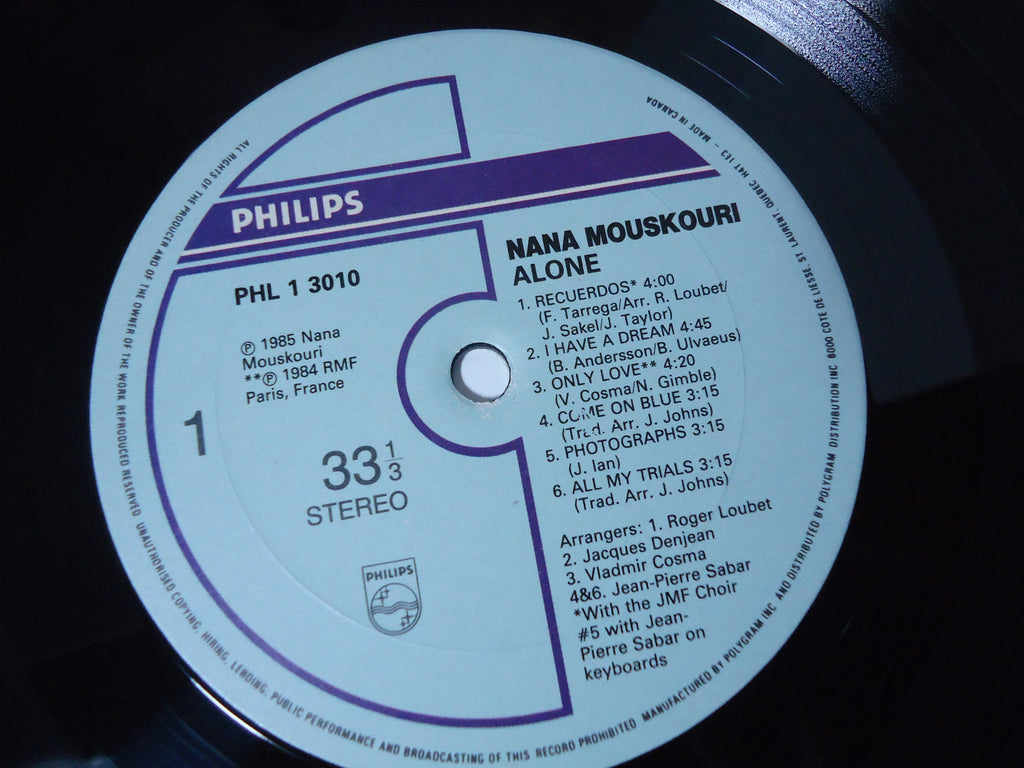 PHILIPS
PHL 1 3010
℗ 1985 Nana
Mouskouri
**℗ 1984 RMF
Paris, France
1
33 1/3
STEREO
PHILIPS
NANA MOUSKOURI
ALONE
1. RECUERDOS* 4:00
(F. Tarrega/Arr. R. Loubet/
J. Sakel/J. Taylor)
2. I HAVE A DREAM 4:45
(B. Andersson/B. Ulvaeus)
3. ONLY LOVE** 4:20
(V. Cosma/N. Gimble)
4. COME ON BLUE 3:15
(Trad. Arr. J. Johns)
5. PHOTOGRAPHS 3:15
(J. Ian)
6. ALL MY TRIALS 3:15
(Trad. Arr. J. Johns)
Arrangers: 1. Roger Loubet
2. Jacques Denjean
3. Vladmir Cosma
4&6. Jean-Pierre Sabar
*With the JMF Choir
#5 with Jean-
Pierre Sabar on
keyboards
ALL RIGHTS OF THE PRODUCER AND OF THE OWNER OF THE WORK REPRODUCED RESERVED UNAUTHORISED COPYING, HIRING, LENDING, PUBLIC PERFORMANCE AND BROADCASTING OF THIS RECORD PROHIBITED MANUFACTURED BY POLYGRAM INC AND DISTRIBUTED BY POLYGRAM DISTRIBUTION INC 6000 COTE DE LIESSE, ST LAURENT, QUEBEC H4T 1E3 – MADE IN CANADA